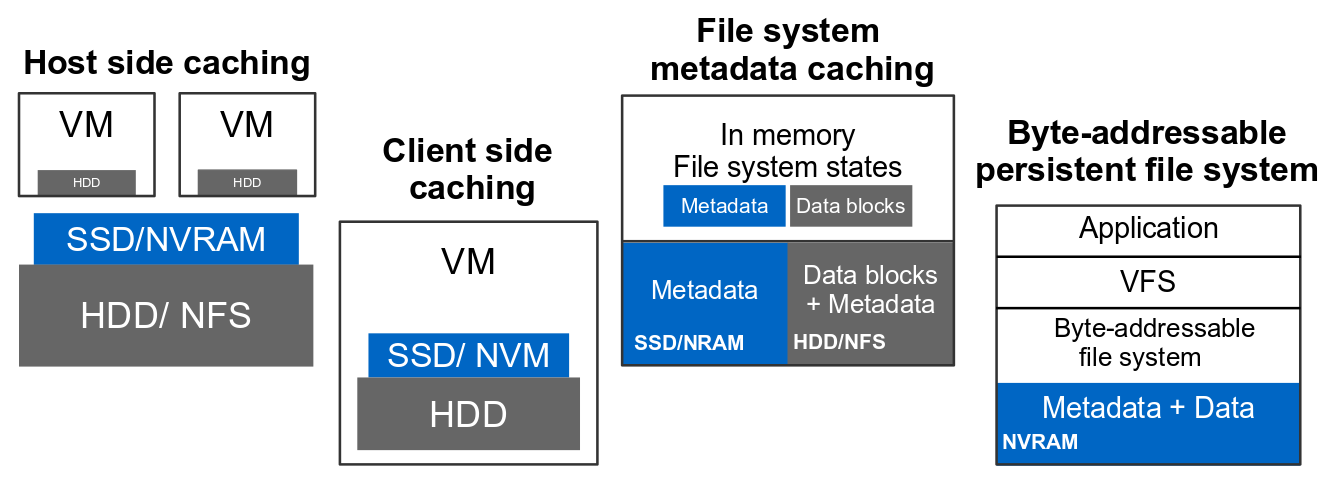 Host side caching
VM
HDD
VM
HDD
SSD/NVRAM
HDD/ NFS
Client side
caching
VM
SSD/ NVM
HDD
File system
metadata caching
In memory
File system states
Metadata
Data blocks
Metadata
SSD/NRAM
Data blocks
+ Metadata
HDD/NFS
Byte-addressable
persistent file system
Application
VFS
Byte-addressable
file system
Metadata + Data
NVRAM